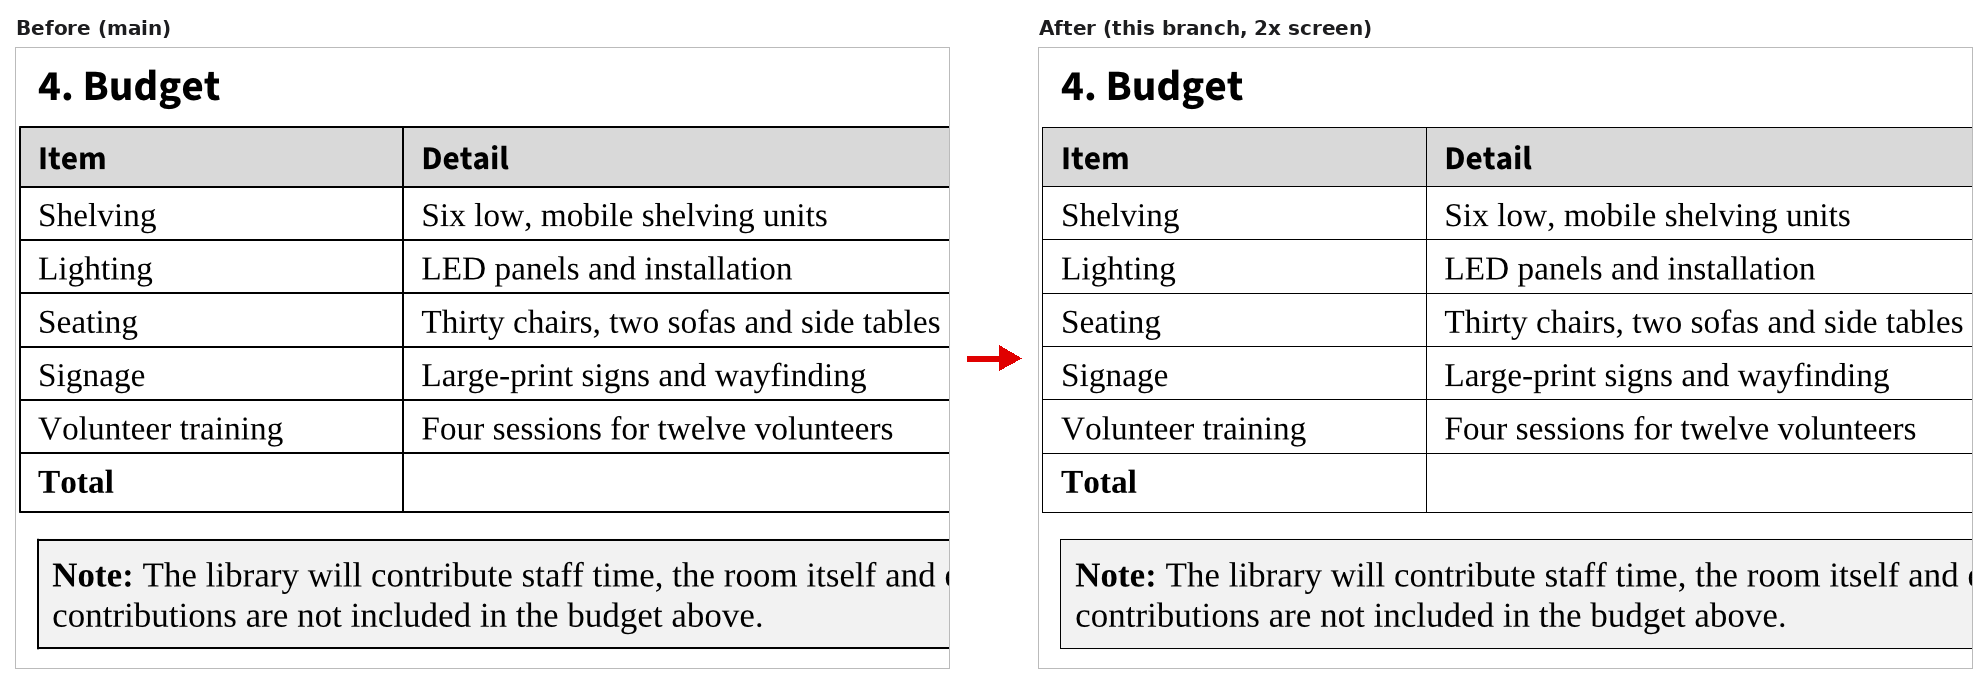 Before (main)
4. Budget
Item Detail
Shelving Six low, mobile shelving units
Lighting LED panels and installation
Seating Thirty chairs, two sofas and side tables
Signage Large-print signs and wayfinding
Volunteer training Four sessions for twelve volunteers
Total
Note: The library will contribute staff time, the room itself and
contributions are not included in the budget above.
After (this branch, 2x screen)
4. Budget
Item Detail
Shelving Six low, mobile shelving units
Lighting LED panels and installation
Seating Thirty chairs, two sofas and side tables
Signage Large-print signs and wayfinding
Volunteer training Four sessions for twelve volunteers
Total
Note: The library will contribute staff time, the room itself and
contributions are not included in the budget above.